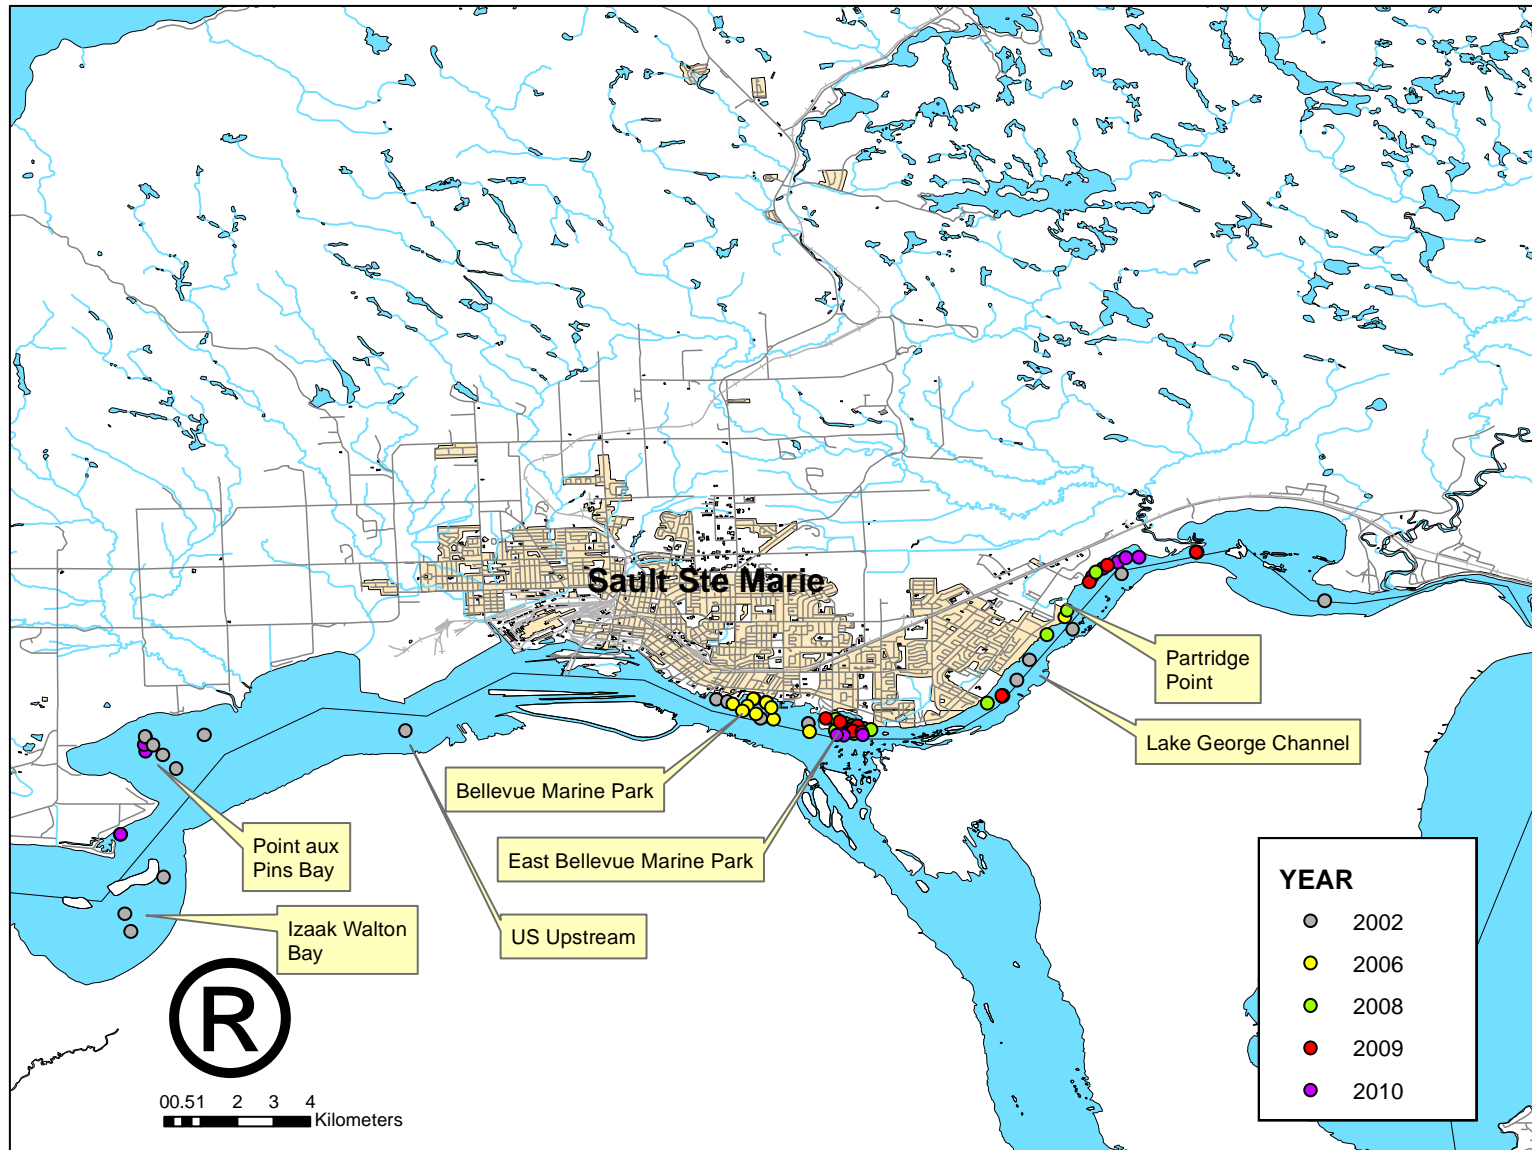 Sault Ste Marie
Partridge
Point
Lake George Channel
Bellevue Marine Park
Point aux
Pins Bay
East Bellevue Marine Park
Izaak Walton
Bay
US Upstream
YEAR
2002
2006
2008
2009
2010
®
00.51 2 3 4
Kilometers